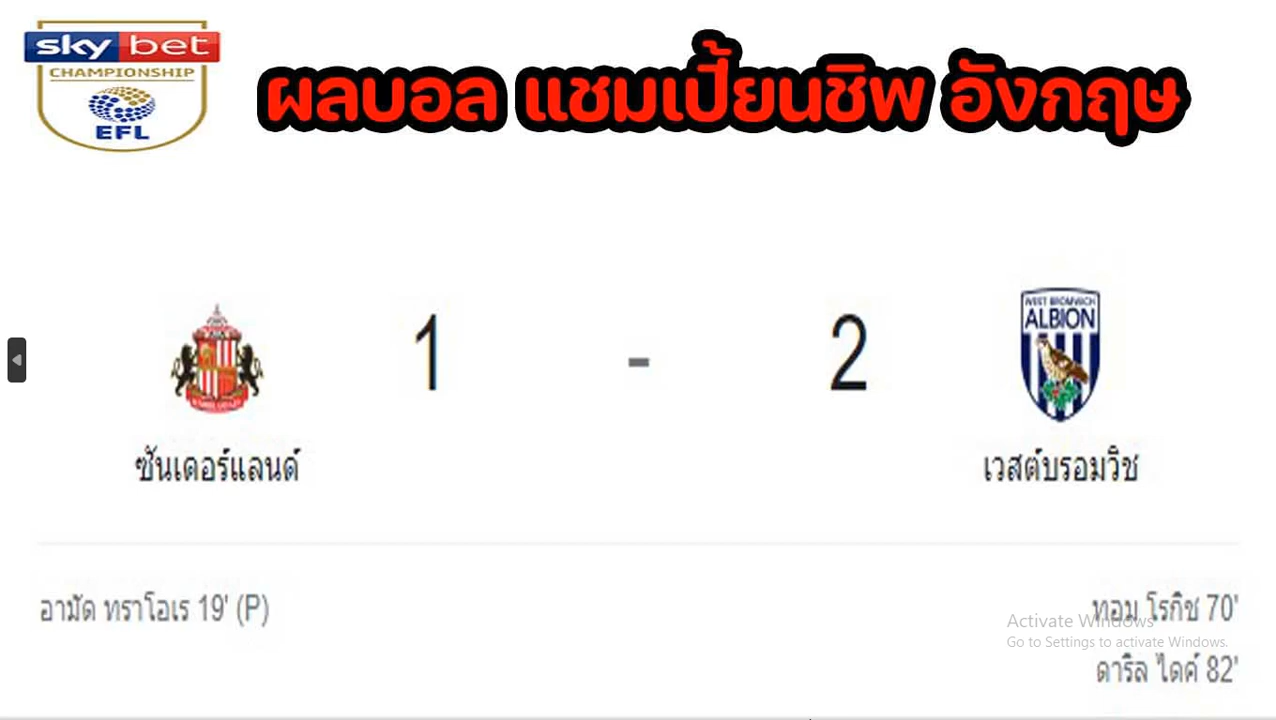 sky bet
CHAMPIONSHIP
EFL
ผลบอล แชมเปี้ยนชิพ อังกฤษ
1 - 2
WEST BROMWICH
ALBION
ซันเดอร์แลนด์
เวสต์บรอมวิช
อามัด ทราโอเร 19' (P)
ทอม โรกิช 70'
Activate Windows
Go to Settings to activate Windows.
ดาริล ไดค์ 82'